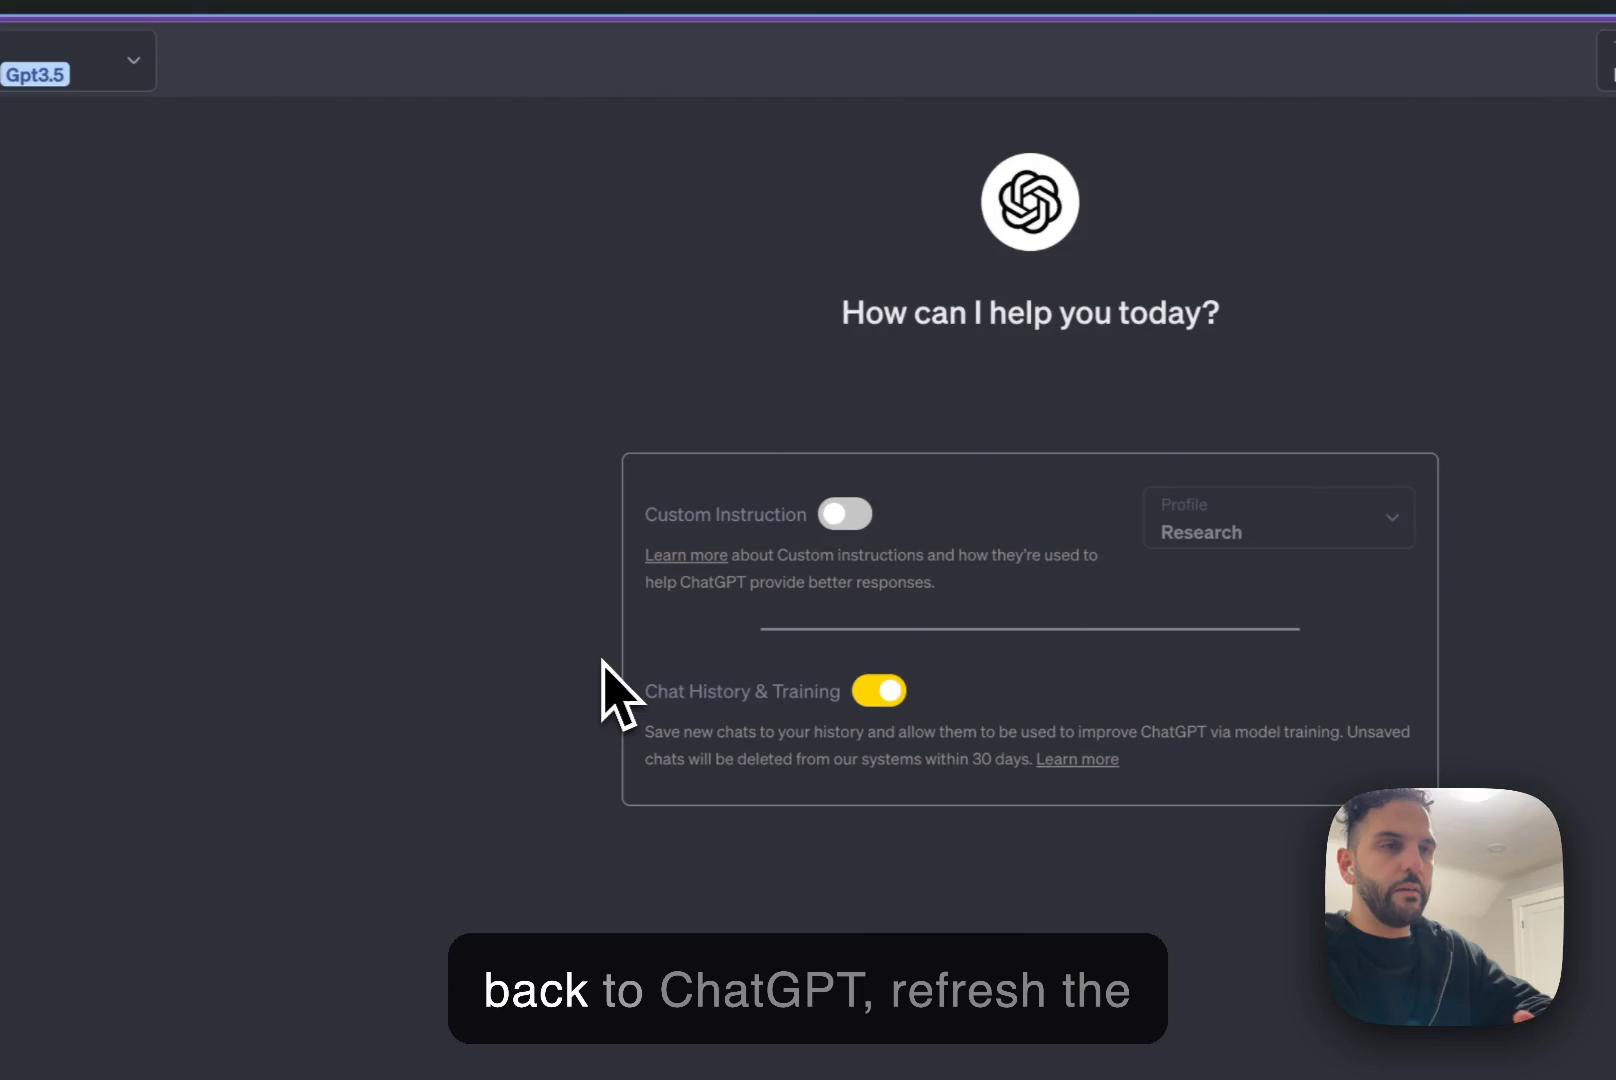 Gpt3.5
How can I help you today?
Custom Instruction
Profile
Research
Learn more about Custom instructions and how they're used to
help ChatGPT provide better responses.
Chat History & Training
Save new chats to your history and allow them to be used to improve ChatGPT via model training. Unsaved
chats will be deleted from our systems within 30 days. Learn more
back to ChatGPT, refresh the